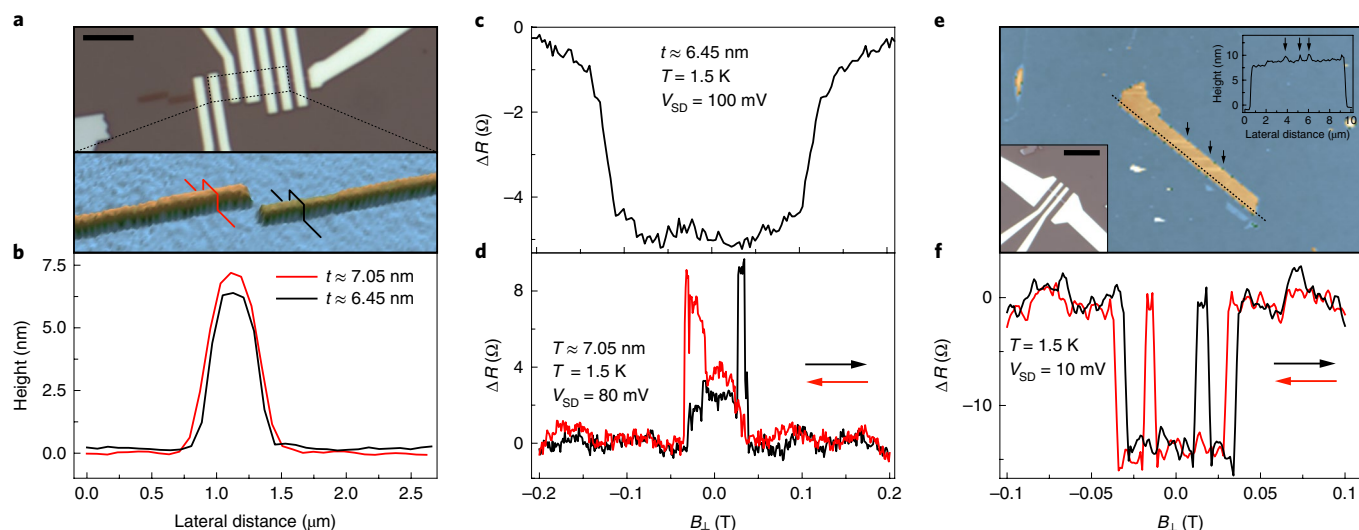 a
b
7.5
5.0
2.5
0.0
Height (nm)
t ≈ 7.05 nm
t ≈ 6.45 nm
0.0 0.5 1.0 1.5 2.0 2.5
Lateral distance (μm)
c
0
−2
−4
ΔR (Ω)
t ≈ 6.45 nm
T = 1.5 K
V_SD = 100 mV
d
8
4
0
ΔR (Ω)
T ≈ 7.05 nm
T = 1.5 K
V_SD = 80 mV
−0.2 −0.1 0.0 0.1 0.2
B⊥ (T)
e
Height (nm)
10
5
0
0 2 4 6 8 10
Lateral distance (μm)
f
0
−15
ΔR (Ω)
T = 1.5 K
V_SD = 10 mV
−0.1 −0.05 0 0.05 0.1
B⊥ (T)